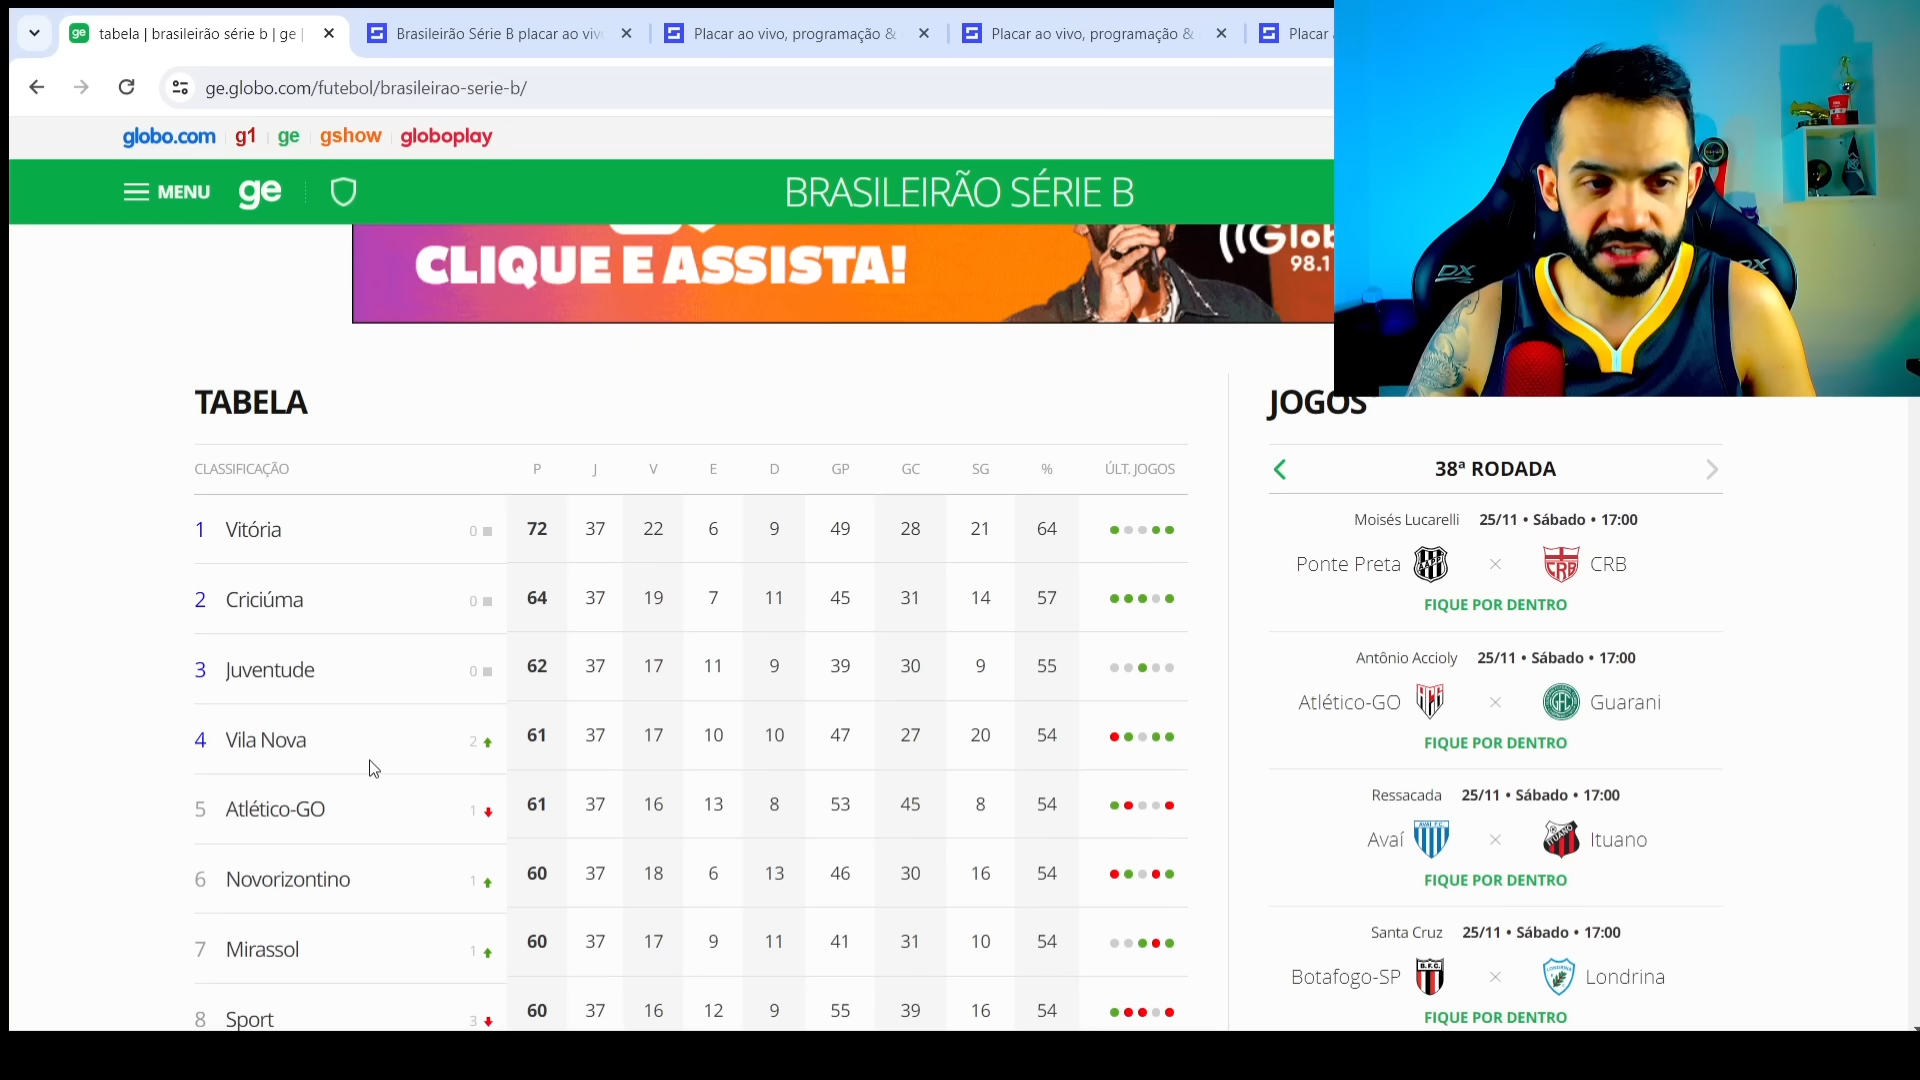 tabela | brasileirão série b | ge |
Brasileirão Série B placar ao viv
Placar ao vivo, programação &
Placar ao vivo, programação &
Placar
ge.globo.com/futebol/brasileirao-serie-b/
globo.com g1 ge gshow globoplay
MENU ge
BRASILEIRÃO SÉRIE B
CLIQUE E ASSISTA!
Glob
98.1
DX DX
TABELA
CLASSIFICAÇÃO P J V E D GP GC SG % ÚLT. JOGOS
1 Vitória 0 72 37 22 6 9 49 28 21 64
2 Criciúma 0 64 37 19 7 11 45 31 14 57
3 Juventude 0 62 37 17 11 9 39 30 9 55
4 Vila Nova 2 61 37 17 10 10 47 27 20 54
5 Atlético-GO 1 61 37 16 13 8 53 45 8 54
6 Novorizontino 1 60 37 18 6 13 46 30 16 54
7 Mirassol 1 60 37 17 9 11 41 31 10 54
8 Sport 3 60 37 16 12 9 55 39 16 54
JOGOS
38ª RODADA
Moisés Lucarelli 25/11 • Sábado • 17:00
Ponte Preta × CRB CRB
FIQUE POR DENTRO
Antônio Accioly 25/11 • Sábado • 17:00
Atlético-GO × Guarani
FIQUE POR DENTRO
Ressacada 25/11 • Sábado • 17:00
Avaí × Ituano
FIQUE POR DENTRO
Santa Cruz 25/11 • Sábado • 17:00
Botafogo-SP × Londrina
FIQUE POR DENTRO